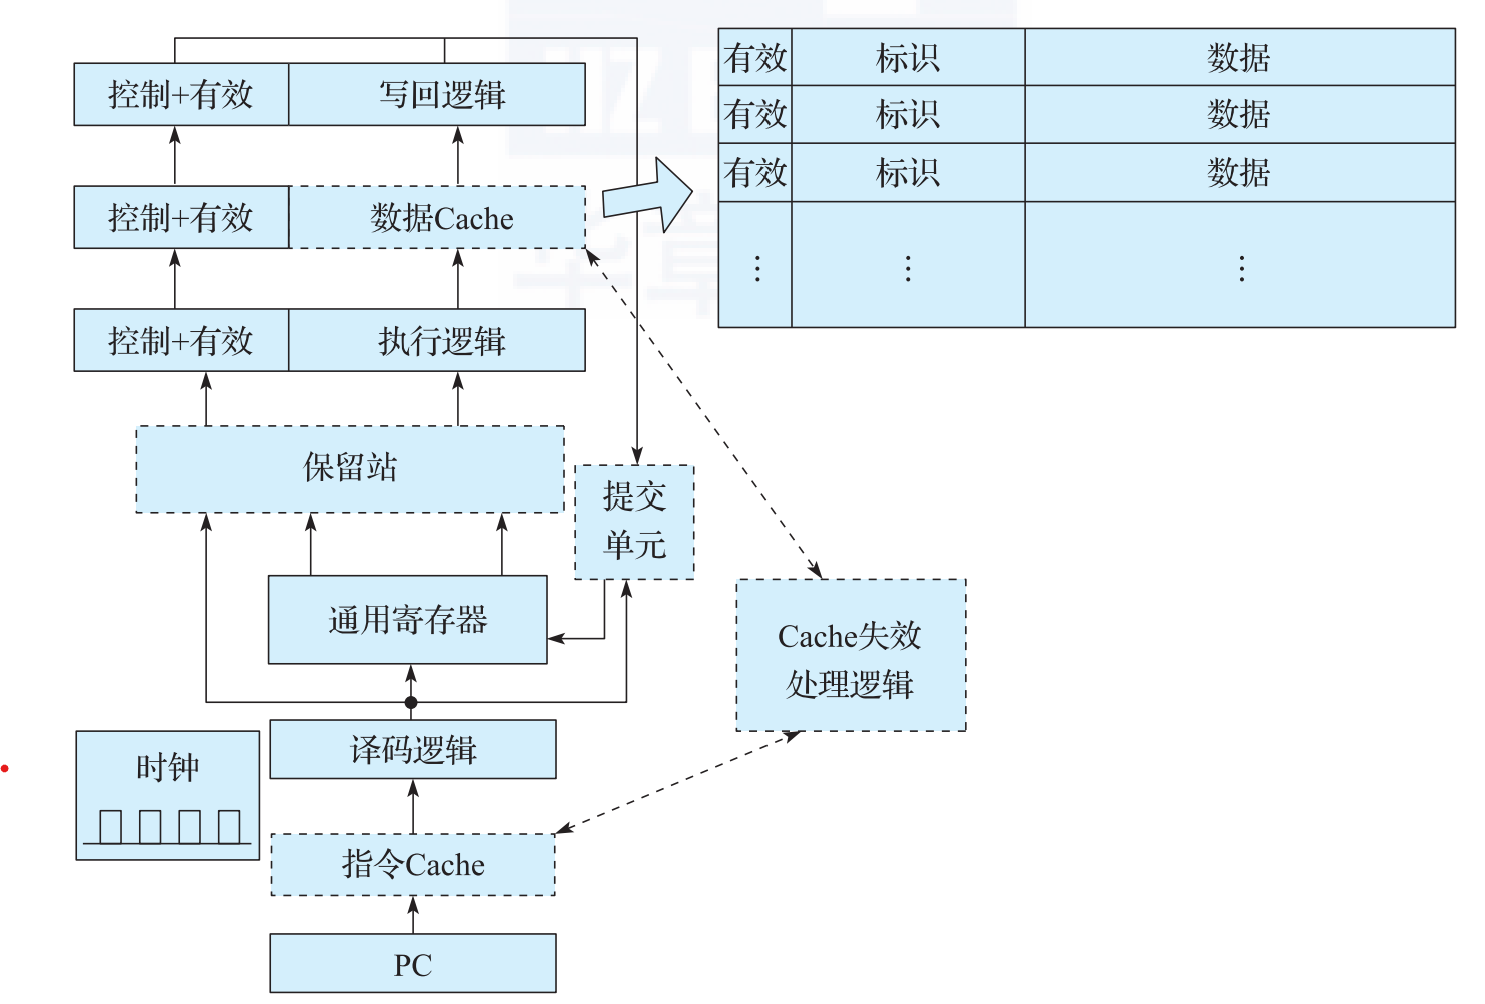 控制+有效 写回逻辑
有效 标识 数据
有效 标识 数据
有效 标识 数据
⋮ ⋮ ⋮
控制+有效 数据Cache
控制+有效 执行逻辑
保留站
提交
单元
通用寄存器
Cache失效
处理逻辑
译码逻辑
时钟
指令Cache
PC